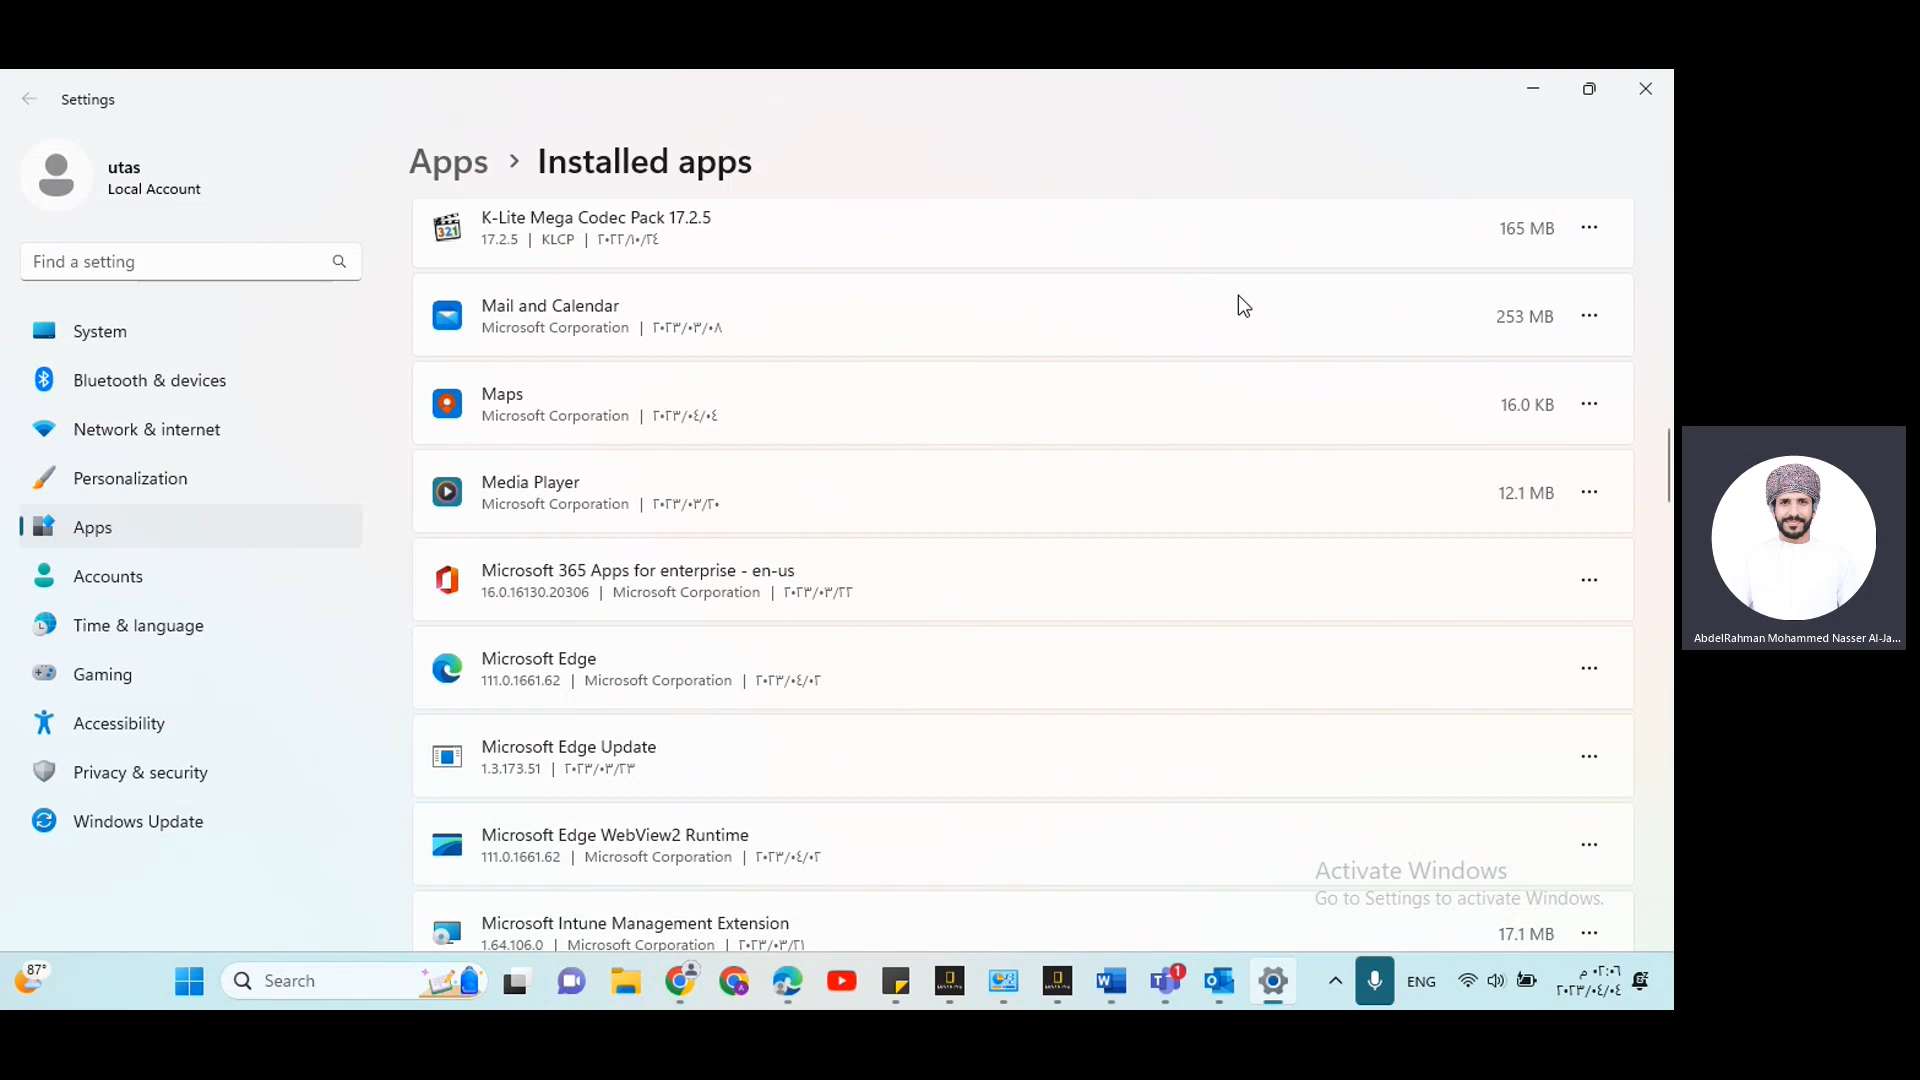 Settings
utas
Local Account
Find a setting
System
Bluetooth & devices
Network & internet
Personalization
Apps
Accounts
Time & language
Gaming
Accessibility
Privacy & security
Windows Update
Apps > Installed apps
K-Lite Mega Codec Pack 17.2.5
17.2.5 | KLCP | ٢٠٢٢/١٠/٢٤
165 MB
Mail and Calendar
Microsoft Corporation | ٢٠٢٣/٠٣/٠٨
253 MB
Maps
Microsoft Corporation | ٢٠٢٣/٠٤/٠٤
16.0 KB
Media Player
Microsoft Corporation | ٢٠٢٣/٠٣/٢٠
12.1 MB
Microsoft 365 Apps for enterprise - en-us
16.0.16130.20306 | Microsoft Corporation | ٢٠٢٣/٠٣/٢٢
Microsoft Edge
111.0.1661.62 | Microsoft Corporation | ٢٠٢٣/٠٤/٠٢
Microsoft Edge Update
1.3.173.51 | ٢٠٢٣/٠٣/٢٣
Microsoft Edge WebView2 Runtime
111.0.1661.62 | Microsoft Corporation | ٢٠٢٣/٠٤/٠٢
Microsoft Intune Management Extension
1.64.106.0 | Microsoft Corporation | ٢٠٢٣/٠٣/٢١
17.1 MB
Activate Windows
Go to Settings to activate Windows.
AbdelRahman Mohammed Nasser Al-Ja...
87°
Search
1
ENG
٠٢:٠٦ م
٢٠٢٣/٠٤/٠٤